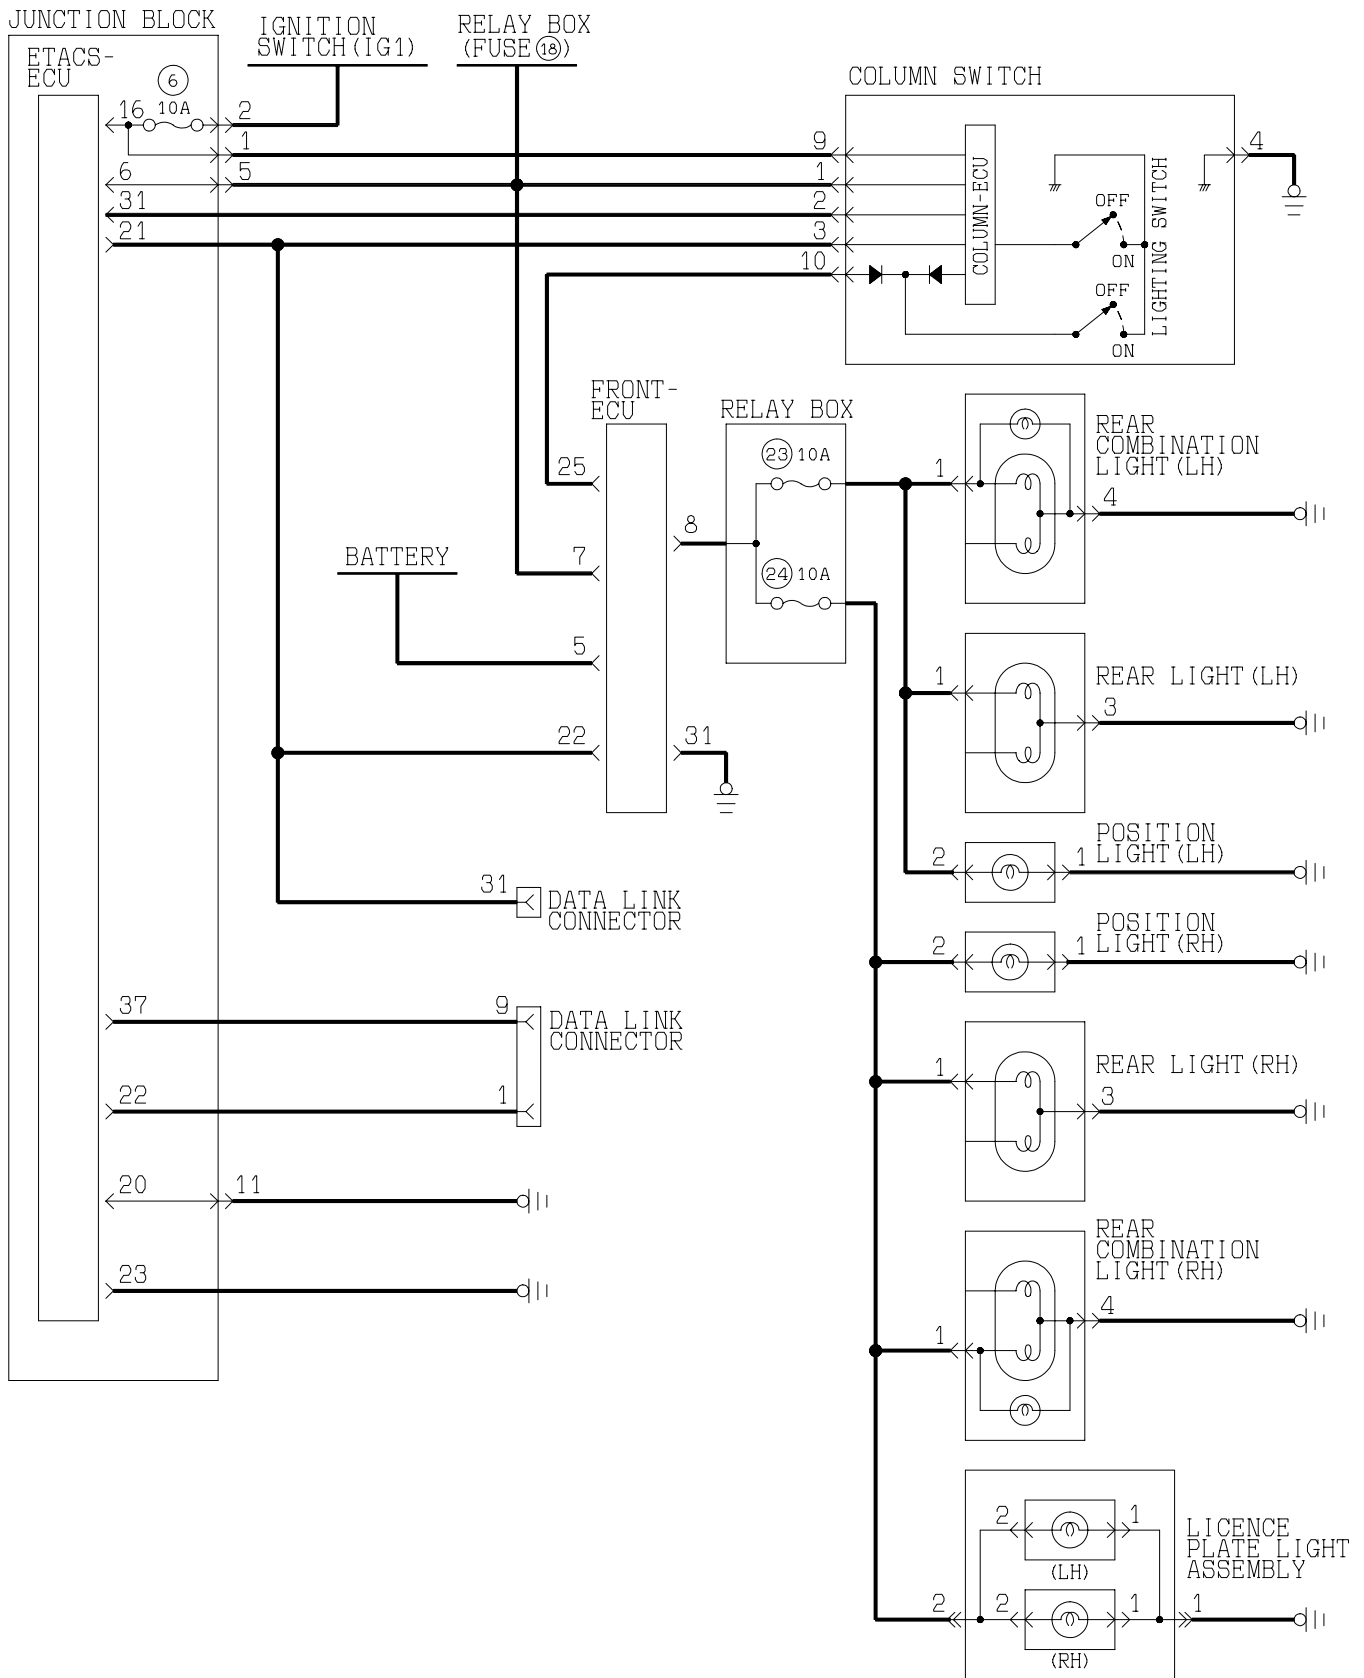 JUNCTION BLOCK
IGNITION
SWITCH(IG1)
RELAY BOX
(FUSE⑱)
ETACS-
ECU
6
10A
COLUMN SWITCH
16
2
1
9
4
6
5
1
31
2
21
3
10
COLUMN-ECU
OFF
ON
OFF
ON
LIGHTING SWITCH
FRONT-
ECU
RELAY BOX
25
8
7
BATTERY
5
22
31
23 10A
24 10A
1
REAR
COMBINATION
LIGHT(LH)
4
1
REAR LIGHT(LH)
3
2
POSITION
LIGHT(LH)
1
31
DATA LINK
CONNECTOR
2
POSITION
LIGHT(RH)
1
37
9
DATA LINK
CONNECTOR
22
1
1
REAR LIGHT(RH)
3
20
11
23
REAR
COMBINATION
LIGHT(RH)
4
1
2
1
(LH)
LICENCE
PLATE LIGHT
ASSEMBLY
2
2
1
1
(RH)